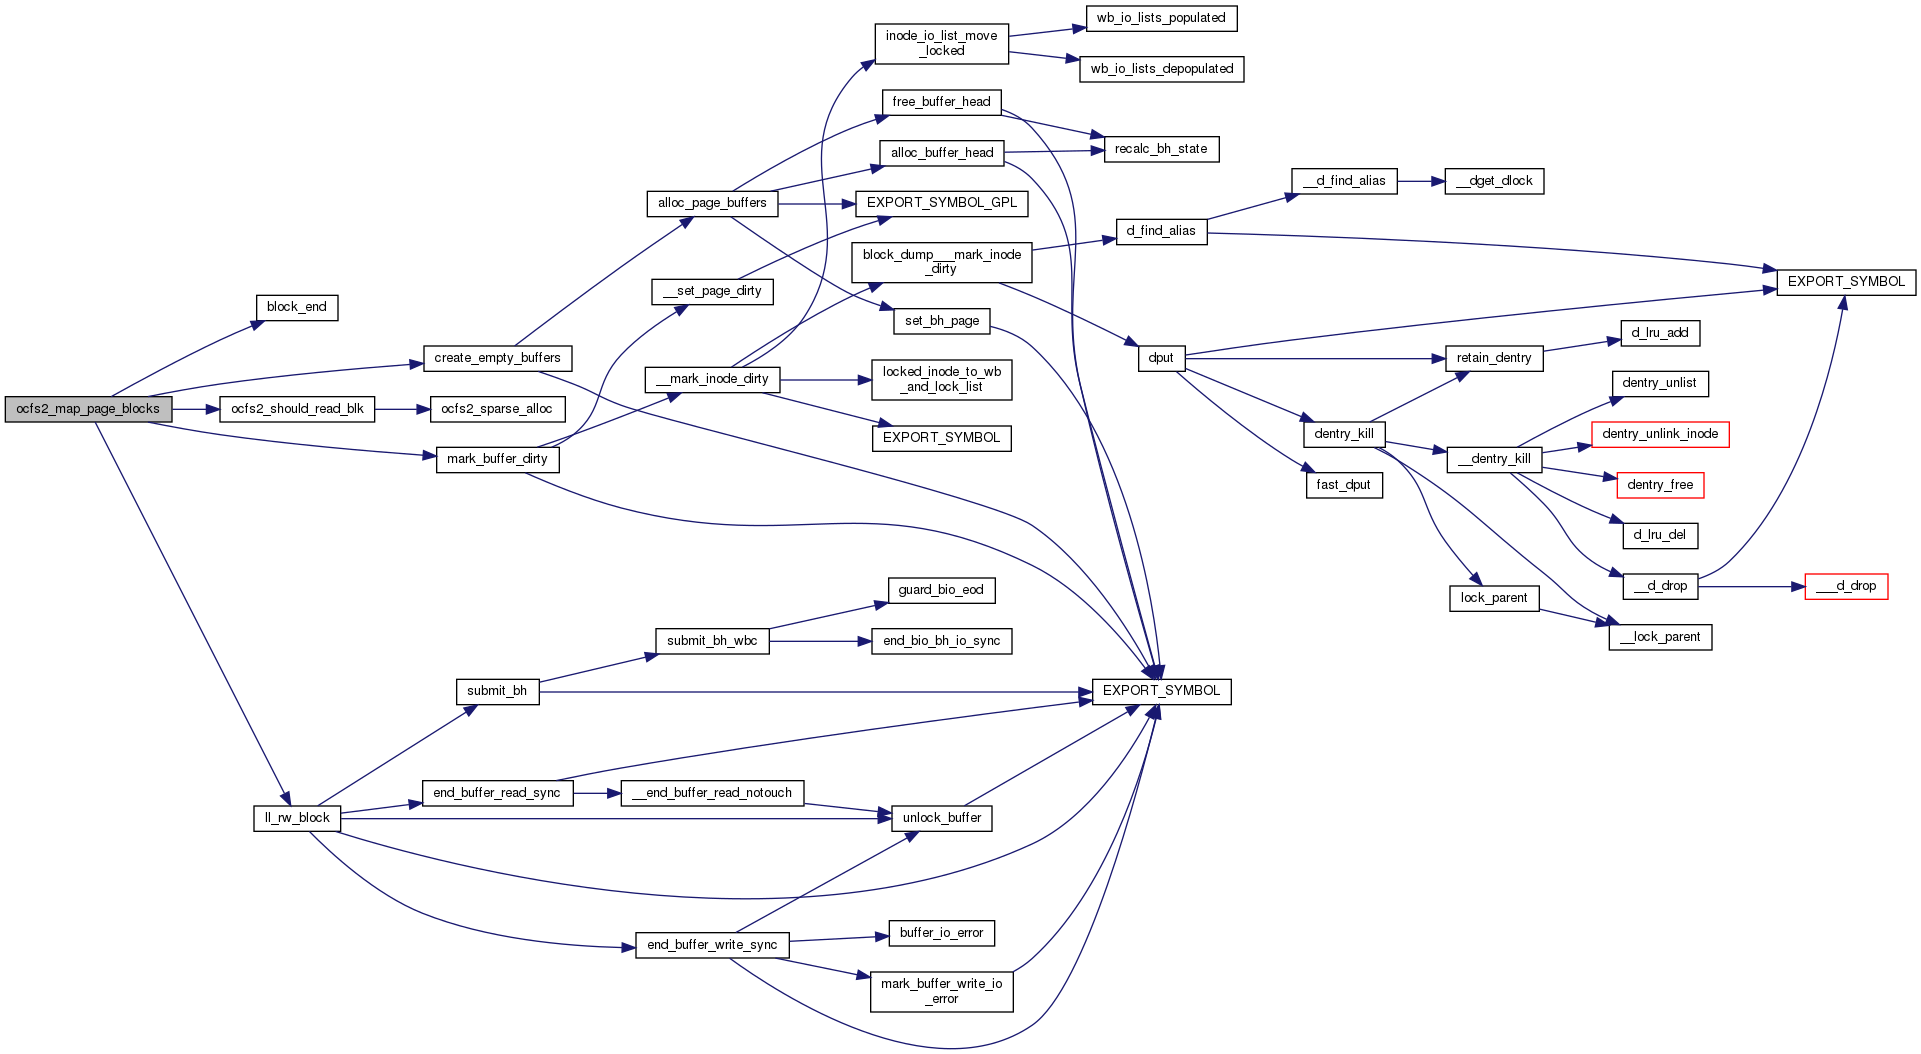 wb_io_lists_populated
inode_io_list_move
_locked
wb_io_lists_depopulated
free_buffer_head
recalc_bh_state
alloc_buffer_head
__d_find_alias
__dget_dlock
alloc_page_buffers
EXPORT_SYMBOL_GPL
d_find_alias
block_dump___mark_inode
_dirty
EXPORT_SYMBOL
__set_page_dirty
block_end
set_bh_page
d_lru_add
create_empty_buffers
dput
retain_dentry
__mark_inode_dirty
locked_inode_to_wb
_and_lock_list
dentry_unlist
ocfs2_map_page_blocks
ocfs2_should_read_blk
ocfs2_sparse_alloc
EXPORT_SYMBOL
dentry_kill
dentry_unlink_inode
mark_buffer_dirty
__dentry_kill
fast_dput
dentry_free
d_lru_del
guard_bio_eod
__d_drop
___d_drop
lock_parent
submit_bh_wbc
end_bio_bh_io_sync
__lock_parent
submit_bh
EXPORT_SYMBOL
end_buffer_read_sync
__end_buffer_read_notouch
ll_rw_block
unlock_buffer
buffer_io_error
end_buffer_write_sync
mark_buffer_write_io
_error